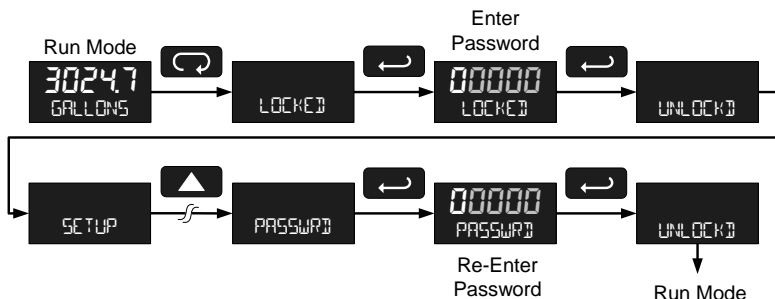 Run Mode
3024.7
GALLONS
LOCKED
Enter
Password
00000
LOCKED
UNLOCKD
SETUP
PASSWRD
00000
PASSWRD
Re-Enter
Password
UNLOCKD
Run Mode